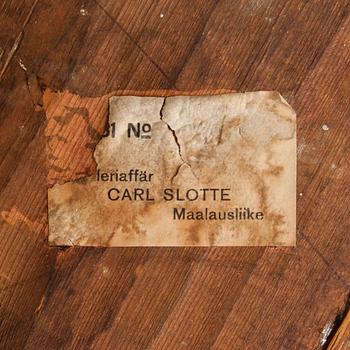 31 No
leriaffär
CARL SLOTTE
Maalausliike